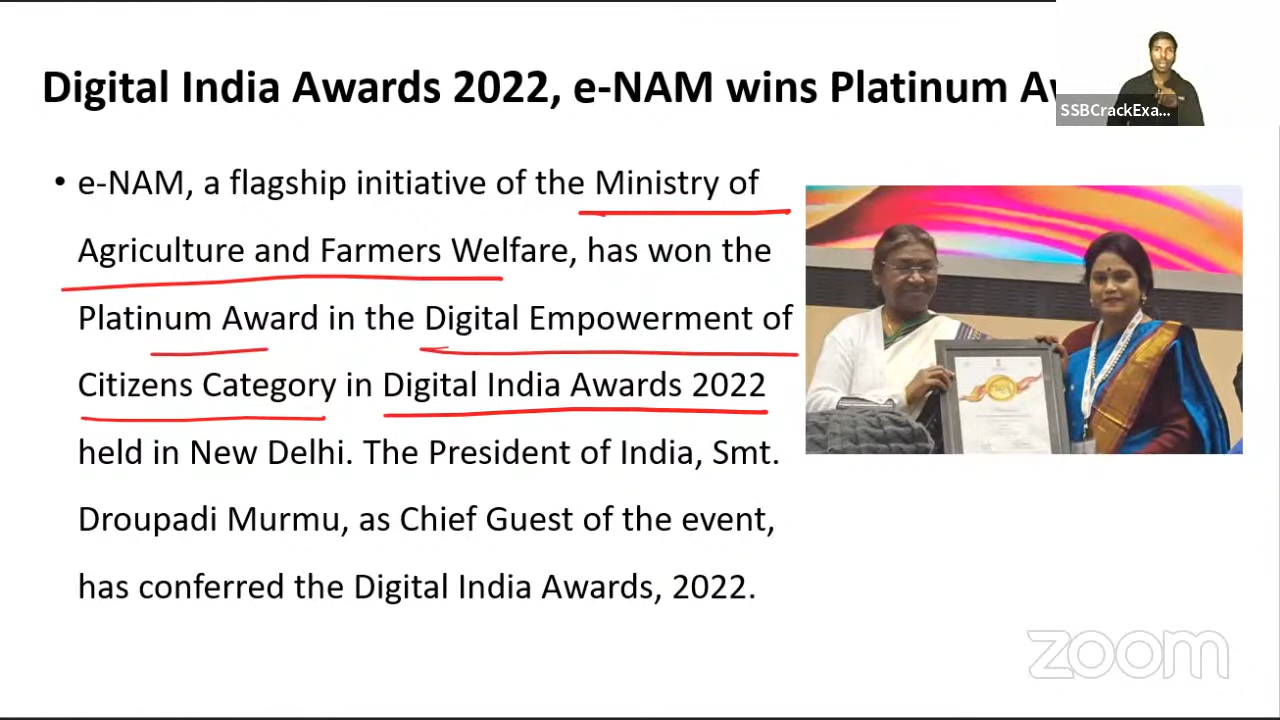 Digital India Awards 2022, e-NAM wins Platinum
SSBCrackExa...
• e-NAM, a flagship initiative of the Ministry of
Agriculture and Farmers Welfare, has won the
Platinum Award in the Digital Empowerment of
Citizens Category in Digital India Awards 2022
held in New Delhi. The President of India, Smt.
Droupadi Murmu, as Chief Guest of the event,
has conferred the Digital India Awards, 2022.
zoom